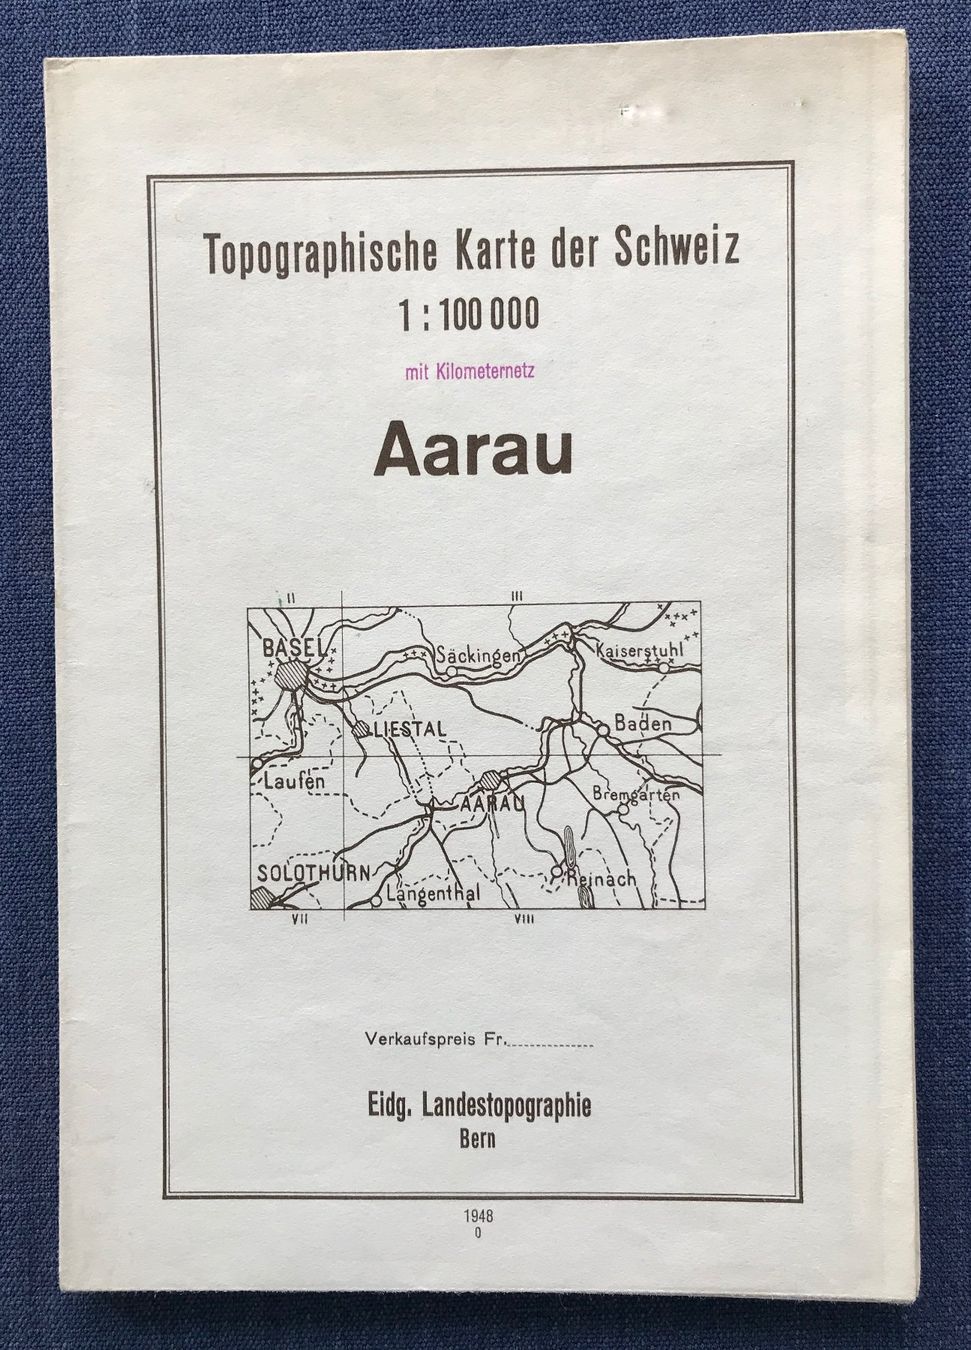 Topographische Karte der Schweiz
1 : 100 000
mit Kilometernetz
Aarau
II III
BASEL
Säckingen
Kaiserstuhl
LIESTAL
Baden
Laufen
AARAU
Bremgarten
SOLOTHURN
Langenthal
Reinach
VII VIII
Verkaufspreis Fr.
Eidg. Landestopographie
Bern
1948
0